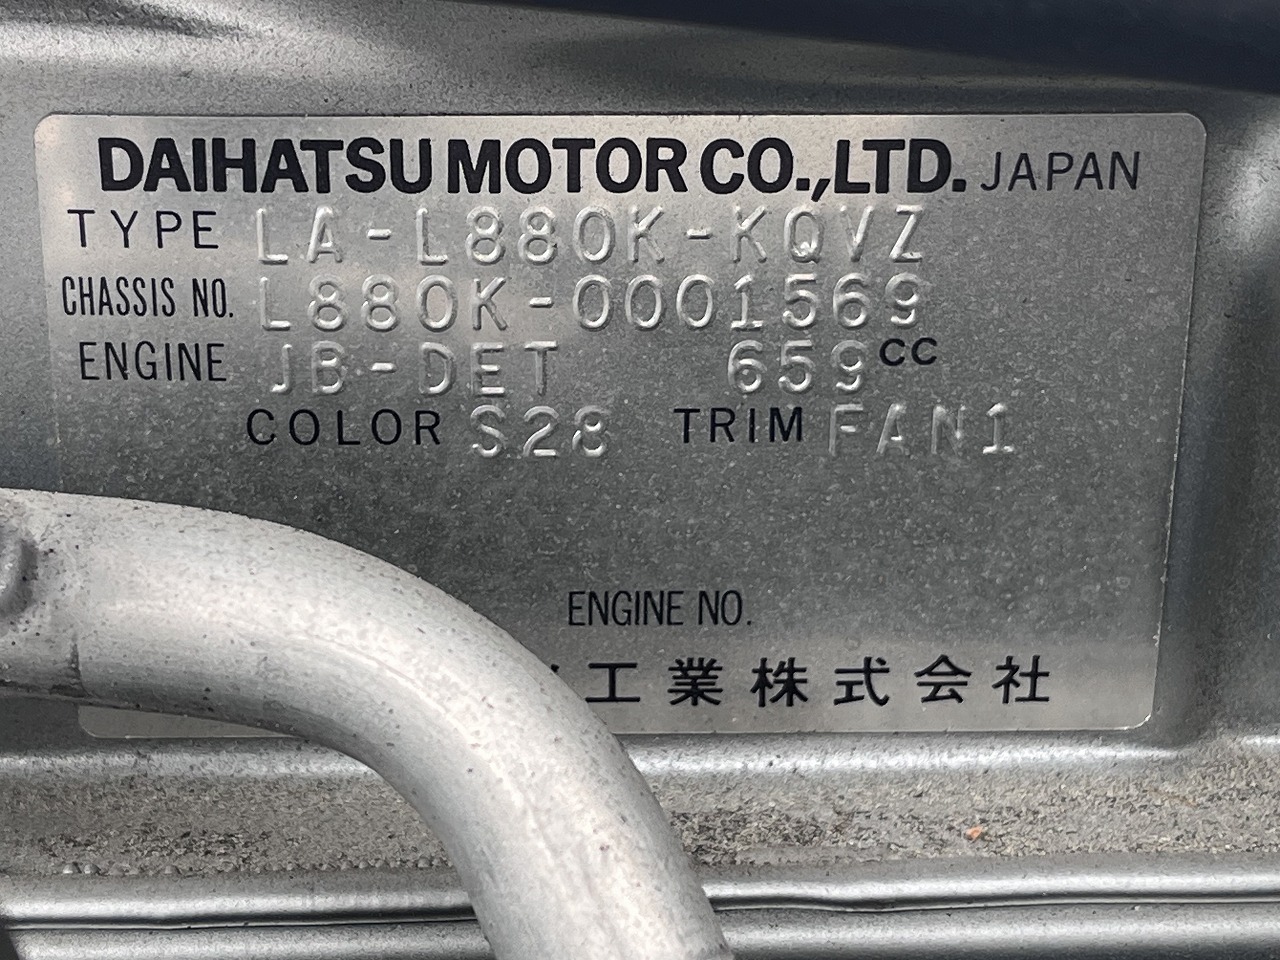 DAIHATSU MOTOR CO.,LTD. JAPAN
TYPE LA-L880K-KQVZ
CHASSIS NO. L880K-0001569
ENGINE JB-DET 659CC
COLOR S28 TRIM FAN1
ENGINE NO.
工業株式会社